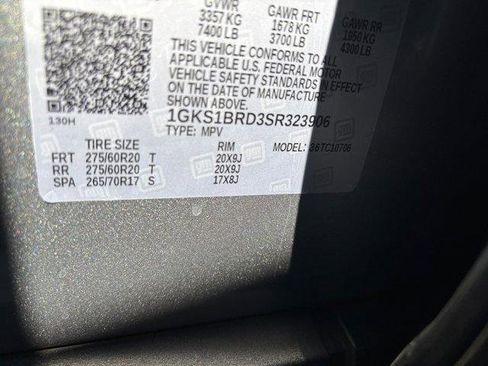 GVWR GAWR FRT GAWR RR
3357 KG 1678 KG 1950 KG
7400 LB 3700 LB 4300 LB
THIS VEHICLE CONFORMS TO ALL
APPLICABLE U.S. FEDERAL MOTOR
VEHICLE SAFETY STANDARDS IN EFFECT
ON THE DATE OF MANUFACTURE
SHOWN ABOVE.
1GKS1BRD3SR323906
130H
TYPE: MPV MODEL: 36TC10706
TIRE SIZE RIM
FRT 275/60R20 T 20X9J
RR 275/60R20 T 20X9J
SPA 265/70R17 S 17X8J